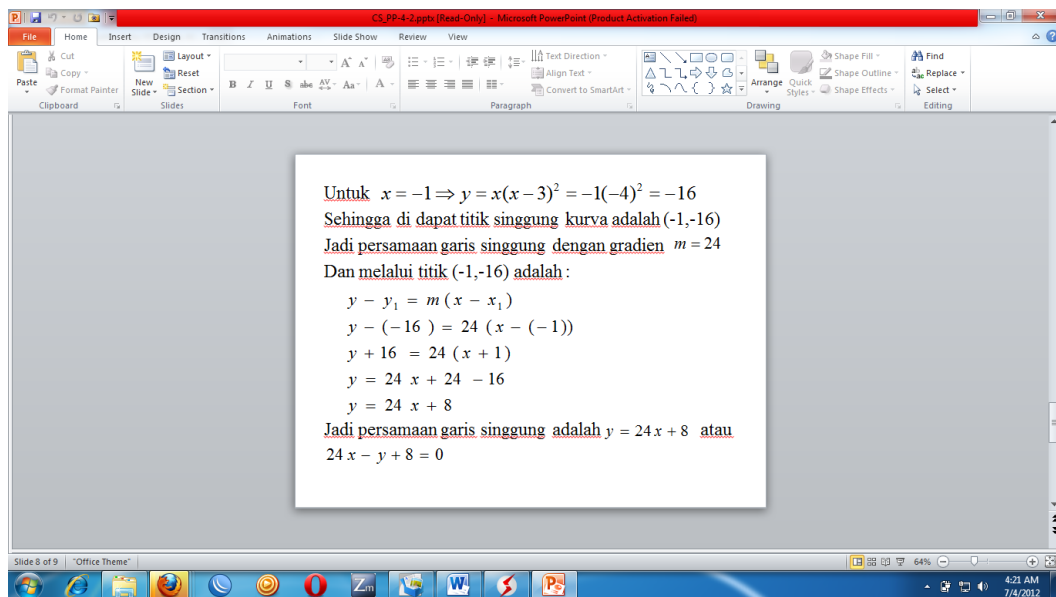 CS_PP-4-2.pptx [Read-Only] - Microsoft PowerPoint (Product Activation Failed)
File Home Insert Design Transitions Animations Slide Show Review View
Paste
Cut
Copy
Format Painter
Clipboard
New Slide
Layout
Reset
Section
Slides
B I U S abc AV Aa A
Font
Text Direction
Align Text
Convert to SmartArt
Paragraph
Arrange
Quick Styles
Shape Fill
Shape Outline
Shape Effects
Drawing
Find
Replace
Select
Editing
Untuk x = −1 ⇒ y = x(x − 3)² = −1(−4)² = −16
Sehingga di dapat titik singgung kurva adalah (-1,-16)
Jadi persamaan garis singgung dengan gradien m = 24
Dan melalui titik (-1,-16) adalah :
y − y₁ = m ( x − x₁ )
y − ( − 16 ) = 24 ( x − ( − 1))
y + 16 = 24 ( x + 1)
y = 24 x + 24 − 16
y = 24 x + 8
Jadi persamaan garis singgung adalah y = 24 x + 8 atau
24 x − y + 8 = 0
Slide 8 of 9 "Office Theme" 64%
Zm W P
4:21 AM
7/4/2012